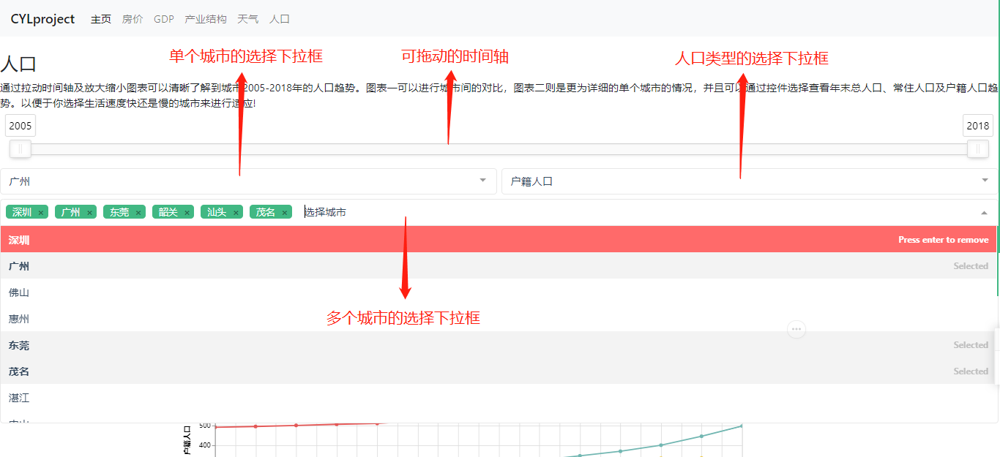 CYLproject 主页 房价 GDP 产业结构 天气 人口
单个城市的选择下拉框 可拖动的时间轴 人口类型的选择下拉框
人口
通过拉动时间轴及放大缩小图表可以清晰了解到城市2005-2018年的人口趋势。图表一可以进行城市间的对比，图表二则是更为详细的单个城市的情况，并且可以通过控件选择查看年末总人口、常住人口及户籍人口趋
势。以便于你选择生活速度快还是慢的城市来进行适应!
2005 2018
广州 户籍人口
深圳 × 广州 × 东莞 × 韶关 × 汕头 × 茂名 × 选择城市
深圳 Press enter to remove
广州 Selected
佛山
惠州
多个城市的选择下拉框
东莞 Selected
茂名 Selected
湛江
500
户籍人口
400